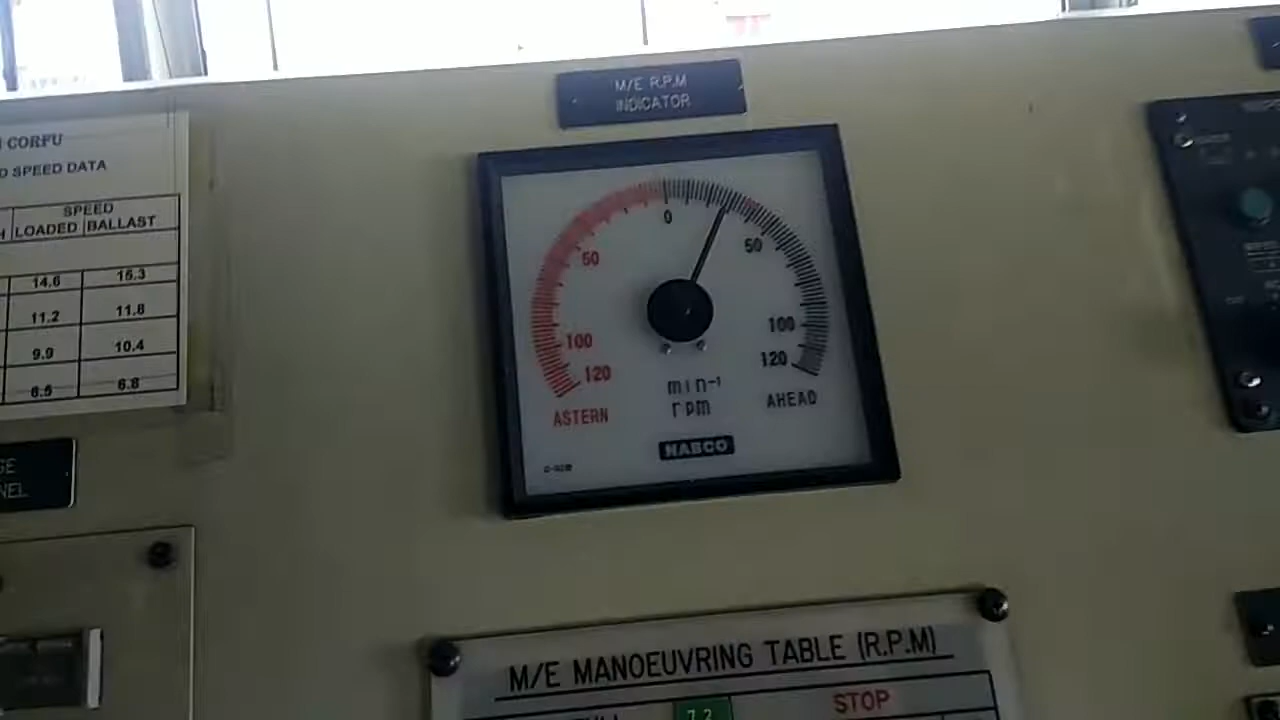 CORFU
SPEED DATA
SPEED
LOADED BALLAST
14.6 15.3
11.2 11.8
9.9 10.4
6.5 6.8
M/E R.P.M
INDICATOR
0
50 50
100 100
120 120
min⁻¹
rpm
ASTERN AHEAD
NABCO
M/E MANOEUVRING TABLE (R.P.M)
72 STOP